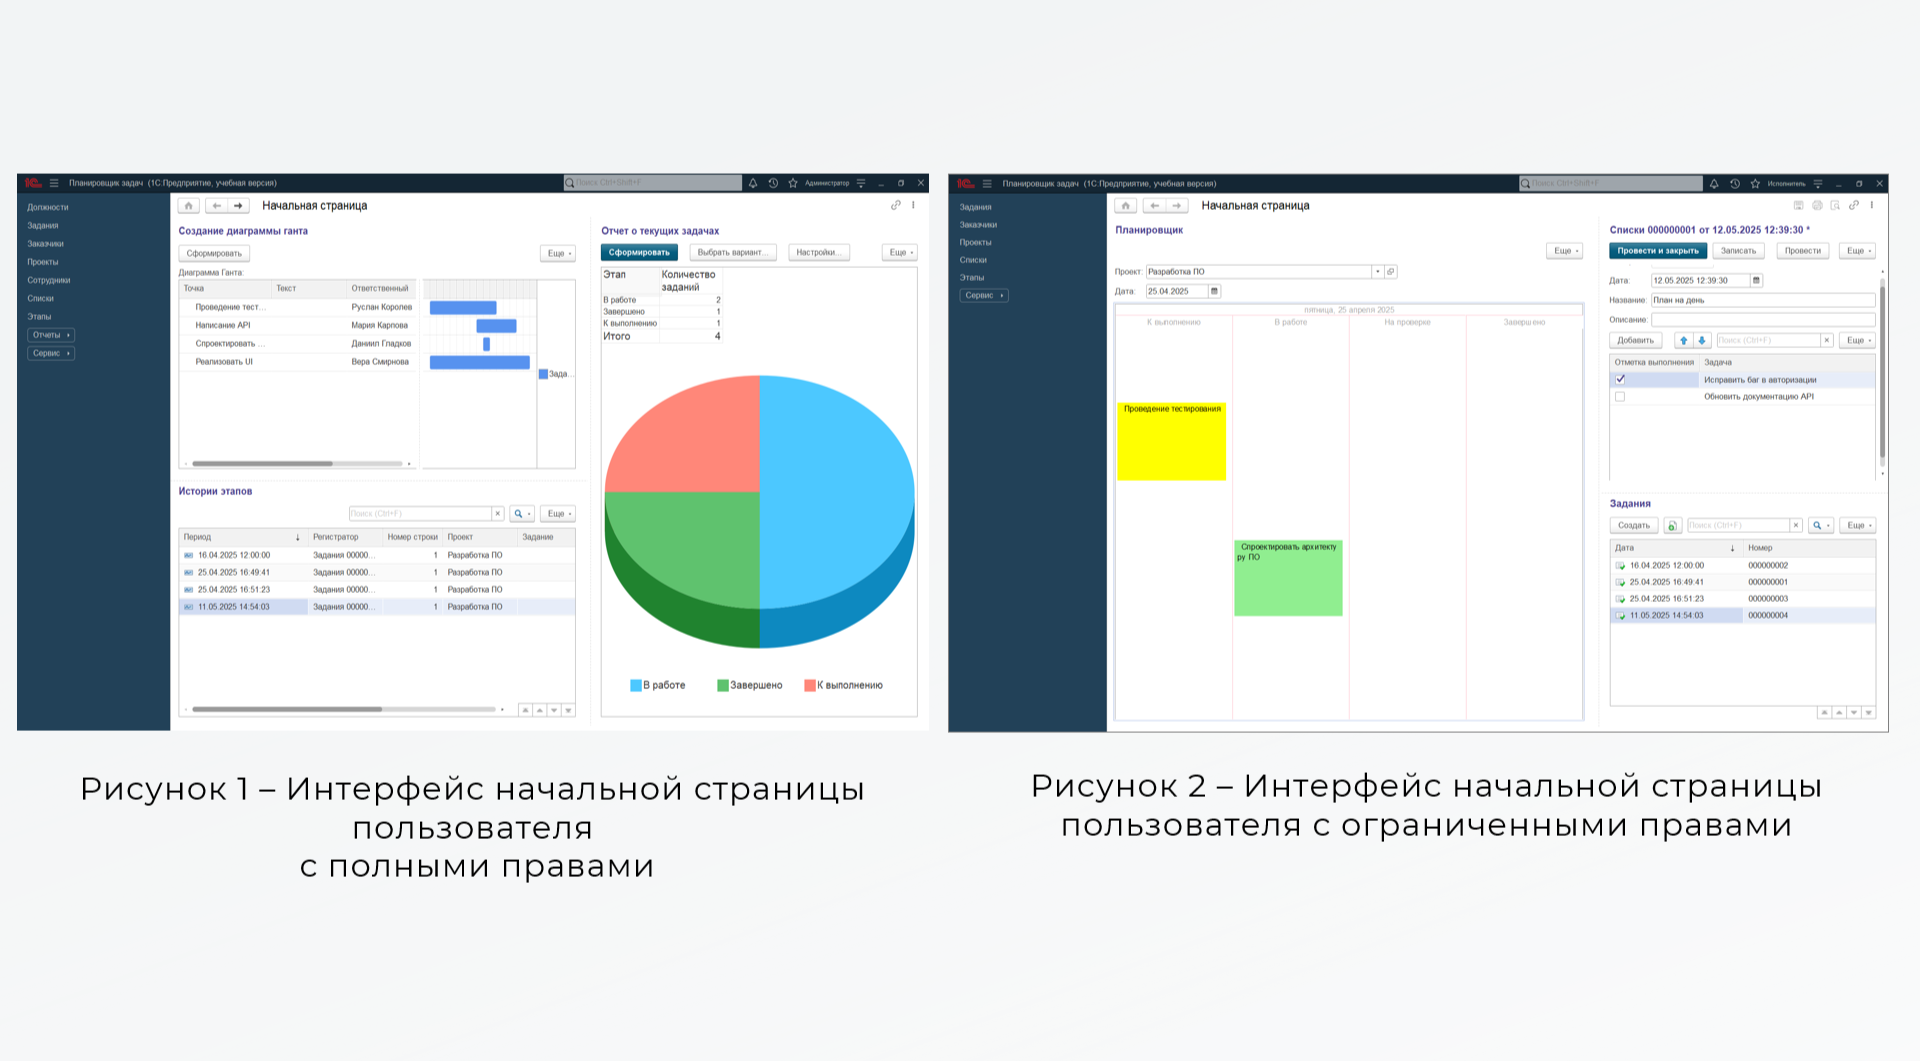 1С
Планировщик задач (1С:Предприятие, учебная версия)
Поиск Ctrl+Shift+F
Администратор
Должности
Задания
Заказчики
Проекты
Сотрудники
Списки
Этапы
Отчеты
Сервис
Начальная страница
Создание диаграммы ганта
Сформировать
Еще
Диаграмма Ганта:
Точка Текст Ответственный
Проведение тест... Руслан Королев
Написание API Мария Карпова
Спроектировать ... Даниил Гладков
Реализовать UI Вера Смирнова
Зада...
Истории этапов
Поиск (Ctrl+F)
Еще
Период Регистратор Номер строки Проект Задание
16.04.2025 12:00:00 Задания 00000... 1 Разработка ПО
25.04.2025 16:49:41 Задания 00000... 1 Разработка ПО
25.04.2025 16:51:23 Задания 00000... 1 Разработка ПО
11.05.2025 14:54:03 Задания 00000... 1 Разработка ПО
Отчет о текущих задачах
Сформировать Выбрать вариант... Настройки... Еще
Этап Количество
заданий
В работе 2
Завершено 1
К выполнению 1
Итого 4
В работе Завершено К выполнению
1С
Планировщик задач (1С:Предприятие, учебная версия)
Поиск Ctrl+Shift+F
Исполнитель
Задания
Заказчики
Проекты
Списки
Этапы
Сервис
Начальная страница
Планировщик
Еще
Проект: Разработка ПО
Дата: 25.04.2025
пятница, 25 апреля 2025
К выполнению В работе На проверке Завершено
Проведение тестирования
Спроектировать архитекту
ру ПО
Списки 000000001 от 12.05.2025 12:39:30 *
Провести и закрыть Записать Провести Еще
Дата: 12.05.2025 12:39:30
Название: План на день
Описание:
Добавить Поиск (Ctrl+F) Еще
Отметка выполнения Задача
Исправить баг в авторизации
Обновить документацию API
Задания
Создать Поиск (Ctrl+F) Еще
Дата Номер
16.04.2025 12:00:00 000000002
25.04.2025 16:49:41 000000001
25.04.2025 16:51:23 000000003
11.05.2025 14:54:03 000000004
Рисунок 1 – Интерфейс начальной страницы
пользователя
с полными правами
Рисунок 2 – Интерфейс начальной страницы
пользователя с ограниченными правами